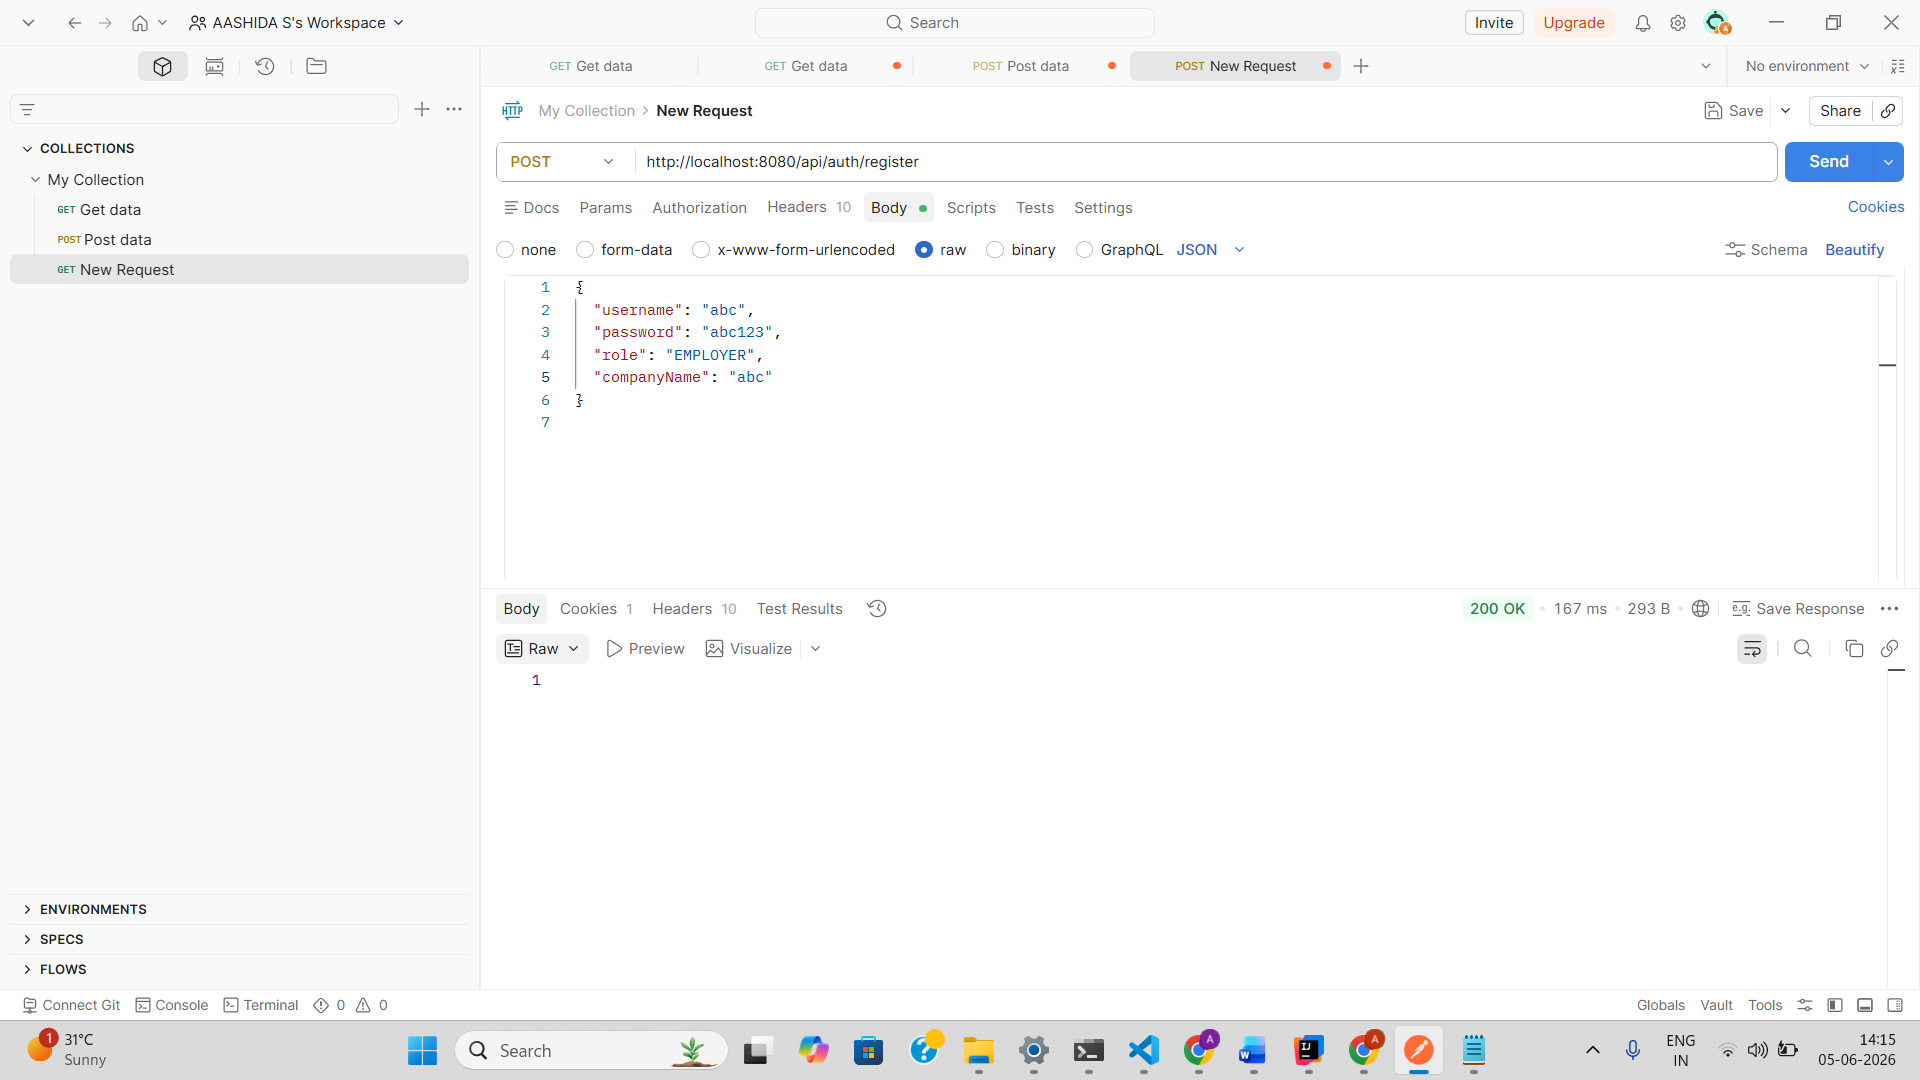 AASHIDA S's Workspace
Search
Invite
Upgrade
GET Get data
GET Get data
POST Post data
POST New Request
No environment
My Collection > New Request
Save
Share
COLLECTIONS
My Collection
GET Get data
POST Post data
GET New Request
POST
http://localhost:8080/api/auth/register
Send
Docs
Params
Authorization
Headers 10
Body
Scripts
Tests
Settings
Cookies
none
form-data
x-www-form-urlencoded
raw
binary
GraphQL
JSON
Schema
Beautify
1 {
2 "username": "abc",
3 "password": "abc123",
4 "role": "EMPLOYER",
5 "companyName": "abc"
6 }
7
Body
Cookies 1
Headers 10
Test Results
200 OK
167 ms
293 B
e.g. Save Response
Raw
Preview
Visualize
1
ENVIRONMENTS
SPECS
FLOWS
Connect Git
Console
Terminal
0
0
Globals
Vault
Tools
1
31°C
Sunny
Search
A
A
ENG
IN
14:15
05-06-2026